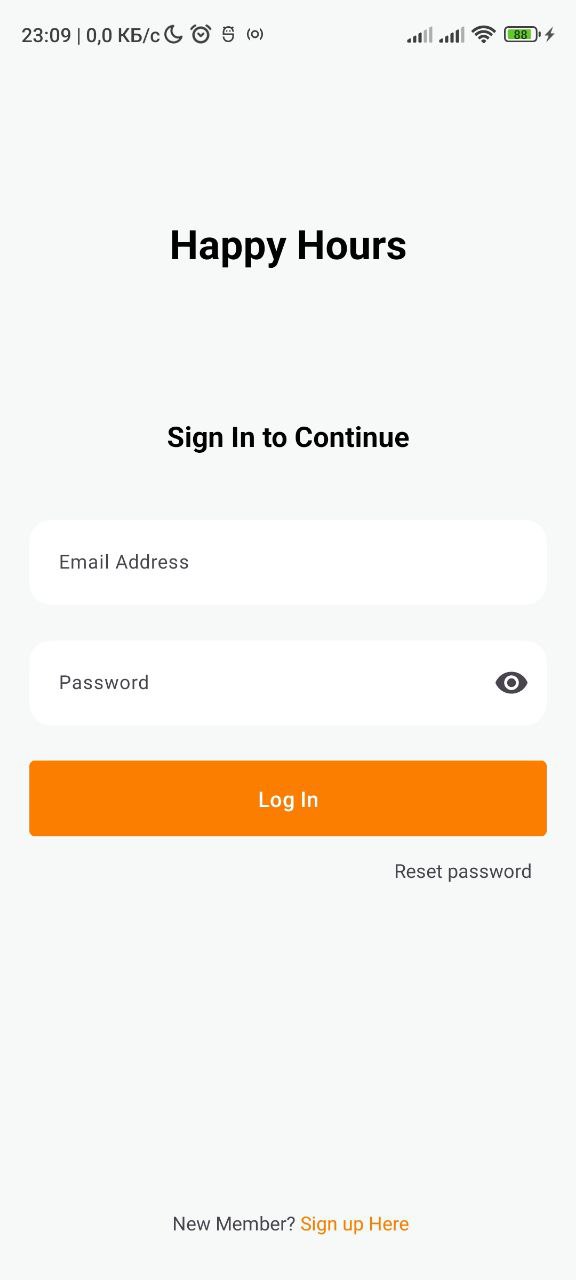 23:09 | 0,0 КБ/с
88
Happy Hours
Sign In to Continue
Email Address
Password
Log In
Reset password
New Member? Sign up Here